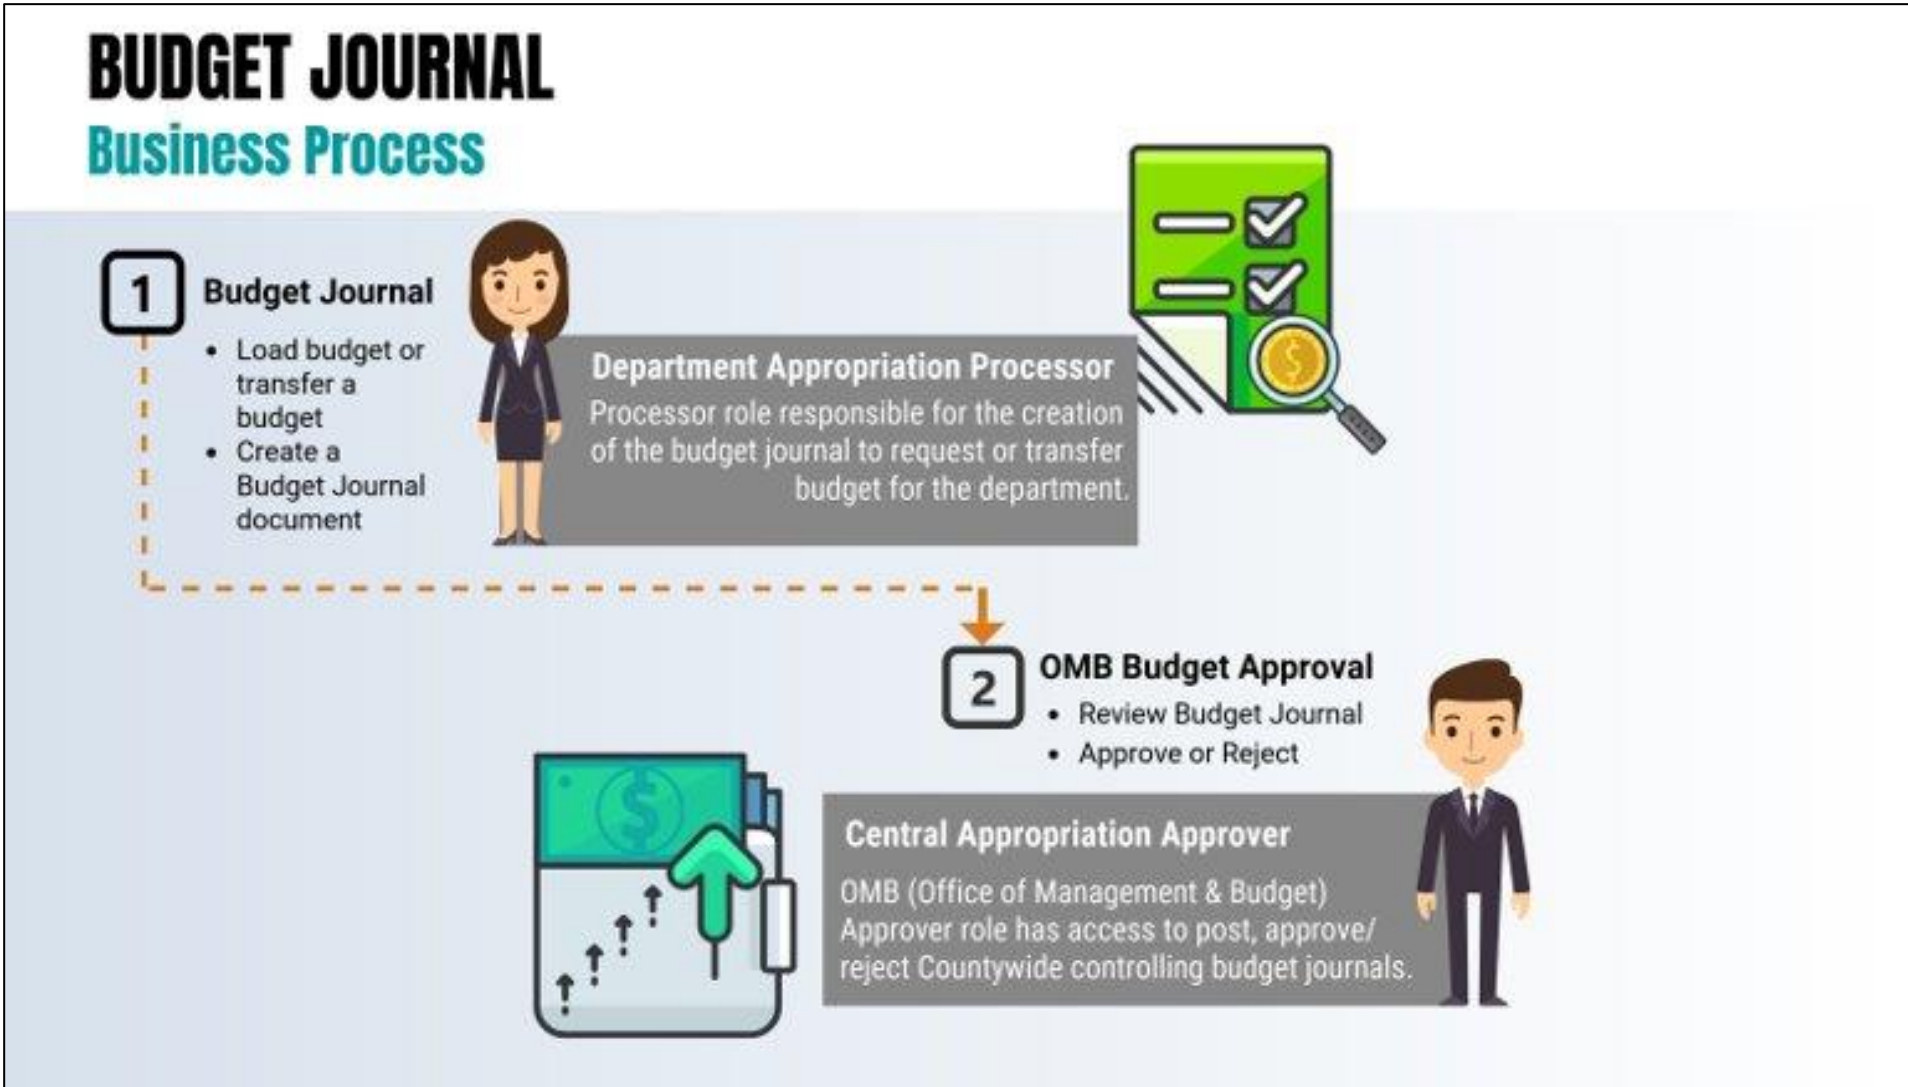 BUDGET JOURNAL
Business Process
1
Budget Journal
• Load budget or
transfer a
budget
• Create a
Budget Journal
document
Department Appropriation Processor
Processor role responsible for the creation
of the budget journal to request or transfer
budget for the department.
$
2
OMB Budget Approval
• Review Budget Journal
• Approve or Reject
$
Central Appropriation Approver
OMB (Office of Management & Budget)
Approver role has access to post, approve/
reject Countywide controlling budget journals.